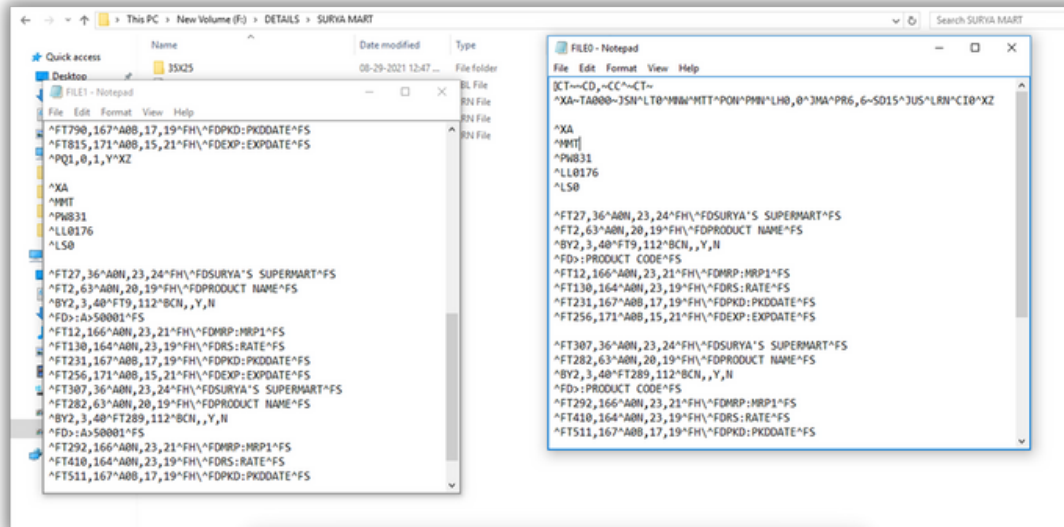 This PC > New Volume (F:) > DETAILS > SURYA MART
Search SURYA MART
Name
Date modified
Type
Quick access
Desktop
35X25
08-29-2021 12:47 ...
File folder
BL File
RN File
RN File
RN File
FILE1 - Notepad
File Edit Format View Help
^FT790,167^A0B,17,19^FH\^FDPKD:PKDDATE^FS
^FT815,171^A0B,15,21^FH\^FDEXP:EXPDATE^FS
^PQ1,0,1,Y^XZ
^XA
^MMT
^PW831
^LL0176
^LS0
^FT27,36^A0N,23,24^FH\^FDSURYA'S SUPERMART^FS
^FT2,63^A0N,20,19^FH\^FDPRODUCT NAME^FS
^BY2,3,40^FT9,112^BCN,,Y,N
^FD>:A>50001^FS
^FT12,166^A0N,23,21^FH\^FDMRP:MRP1^FS
^FT130,164^A0N,23,19^FH\^FDRS:RATE^FS
^FT231,167^A0B,17,19^FH\^FDPKD:PKDDATE^FS
^FT256,171^A0B,15,21^FH\^FDEXP:EXPDATE^FS
^FT307,36^A0N,23,24^FH\^FDSURYA'S SUPERMART^FS
^FT282,63^A0N,20,19^FH\^FDPRODUCT NAME^FS
^BY2,3,40^FT289,112^BCN,,Y,N
^FD>:A>50001^FS
^FT292,166^A0N,23,21^FH\^FDMRP:MRP1^FS
^FT410,164^A0N,23,19^FH\^FDRS:RATE^FS
^FT511,167^A0B,17,19^FH\^FDPKD:PKDDATE^FS
FILE0 - Notepad
File Edit Format View Help
CT~~CD,~CC^~CT~
^XA~TA000~JSN^LT0^MNW^MTT^PON^PMN^LH0,0^JMA^PR6,6~SD15^JUS^LRN^CI0^XZ
^XA
^MMT
^PW831
^LL0176
^LS0
^FT27,36^A0N,23,24^FH\^FDSURYA'S SUPERMART^FS
^FT2,63^A0N,20,19^FH\^FDPRODUCT NAME^FS
^BY2,3,40^FT9,112^BCN,,Y,N
^FD>:PRODUCT CODE^FS
^FT12,166^A0N,23,21^FH\^FDMRP:MRP1^FS
^FT130,164^A0N,23,19^FH\^FDRS:RATE^FS
^FT231,167^A0B,17,19^FH\^FDPKD:PKDDATE^FS
^FT256,171^A0B,15,21^FH\^FDEXP:EXPDATE^FS
^FT307,36^A0N,23,24^FH\^FDSURYA'S SUPERMART^FS
^FT282,63^A0N,20,19^FH\^FDPRODUCT NAME^FS
^BY2,3,40^FT289,112^BCN,,Y,N
^FD>:PRODUCT CODE^FS
^FT292,166^A0N,23,21^FH\^FDMRP:MRP1^FS
^FT410,164^A0N,23,19^FH\^FDRS:RATE^FS
^FT511,167^A0B,17,19^FH\^FDPKD:PKDDATE^FS